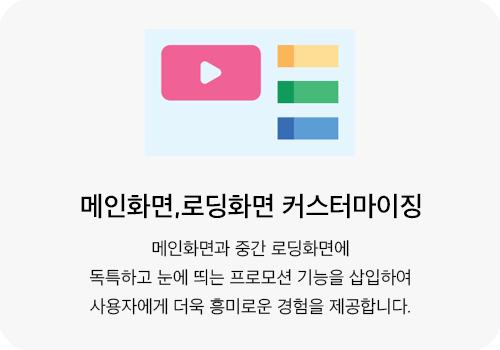 메인화면,로딩화면 커스터마이징
메인화면과 중간 로딩화면에
독특하고 눈에 띄는 프로모션 기능을 삽입하여
사용자에게 더욱 흥미로운 경험을 제공합니다.